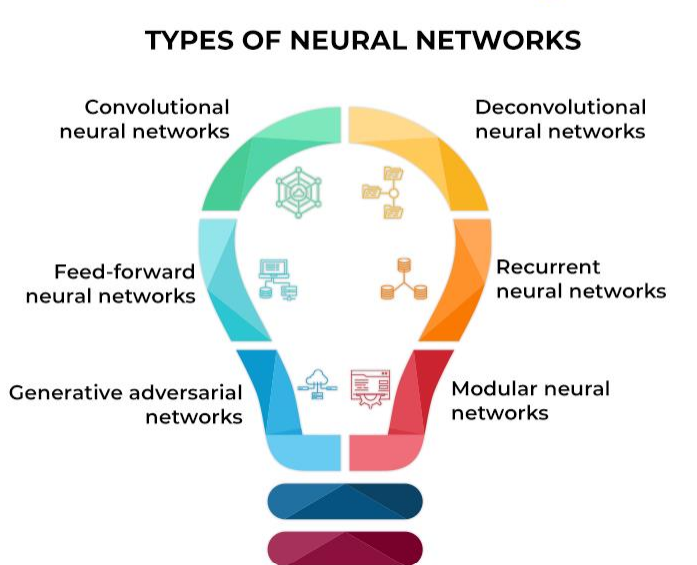 TYPES OF NEURAL NETWORKS
Convolutional
neural networks
Deconvolutional
neural networks
Feed-forward
neural networks
Recurrent
neural networks
Generative adversarial
networks
Modular neural
networks